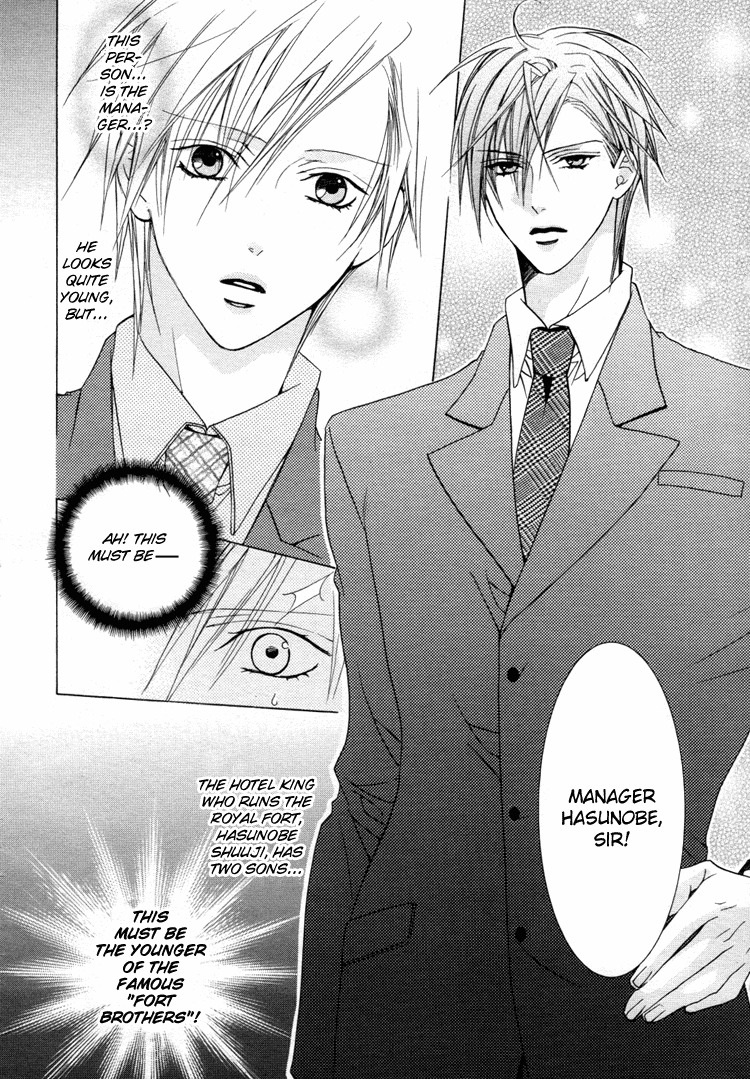 THIS
PER-
SON...
IS THE
MANA-
GER...?
HE
LOOKS
QUITE
YOUNG,
BUT...
AH! THIS
MUST BE—
MANAGER
HASUNOBE,
SIR!
THE HOTEL KING
WHO RUNS THE
ROYAL FORT,
HASUNOBE
SHUUJI, HAS
TWO SONS...
THIS
MUST BE
THE YOUNGER
OF THE
FAMOUS
"FORT
BROTHERS"!